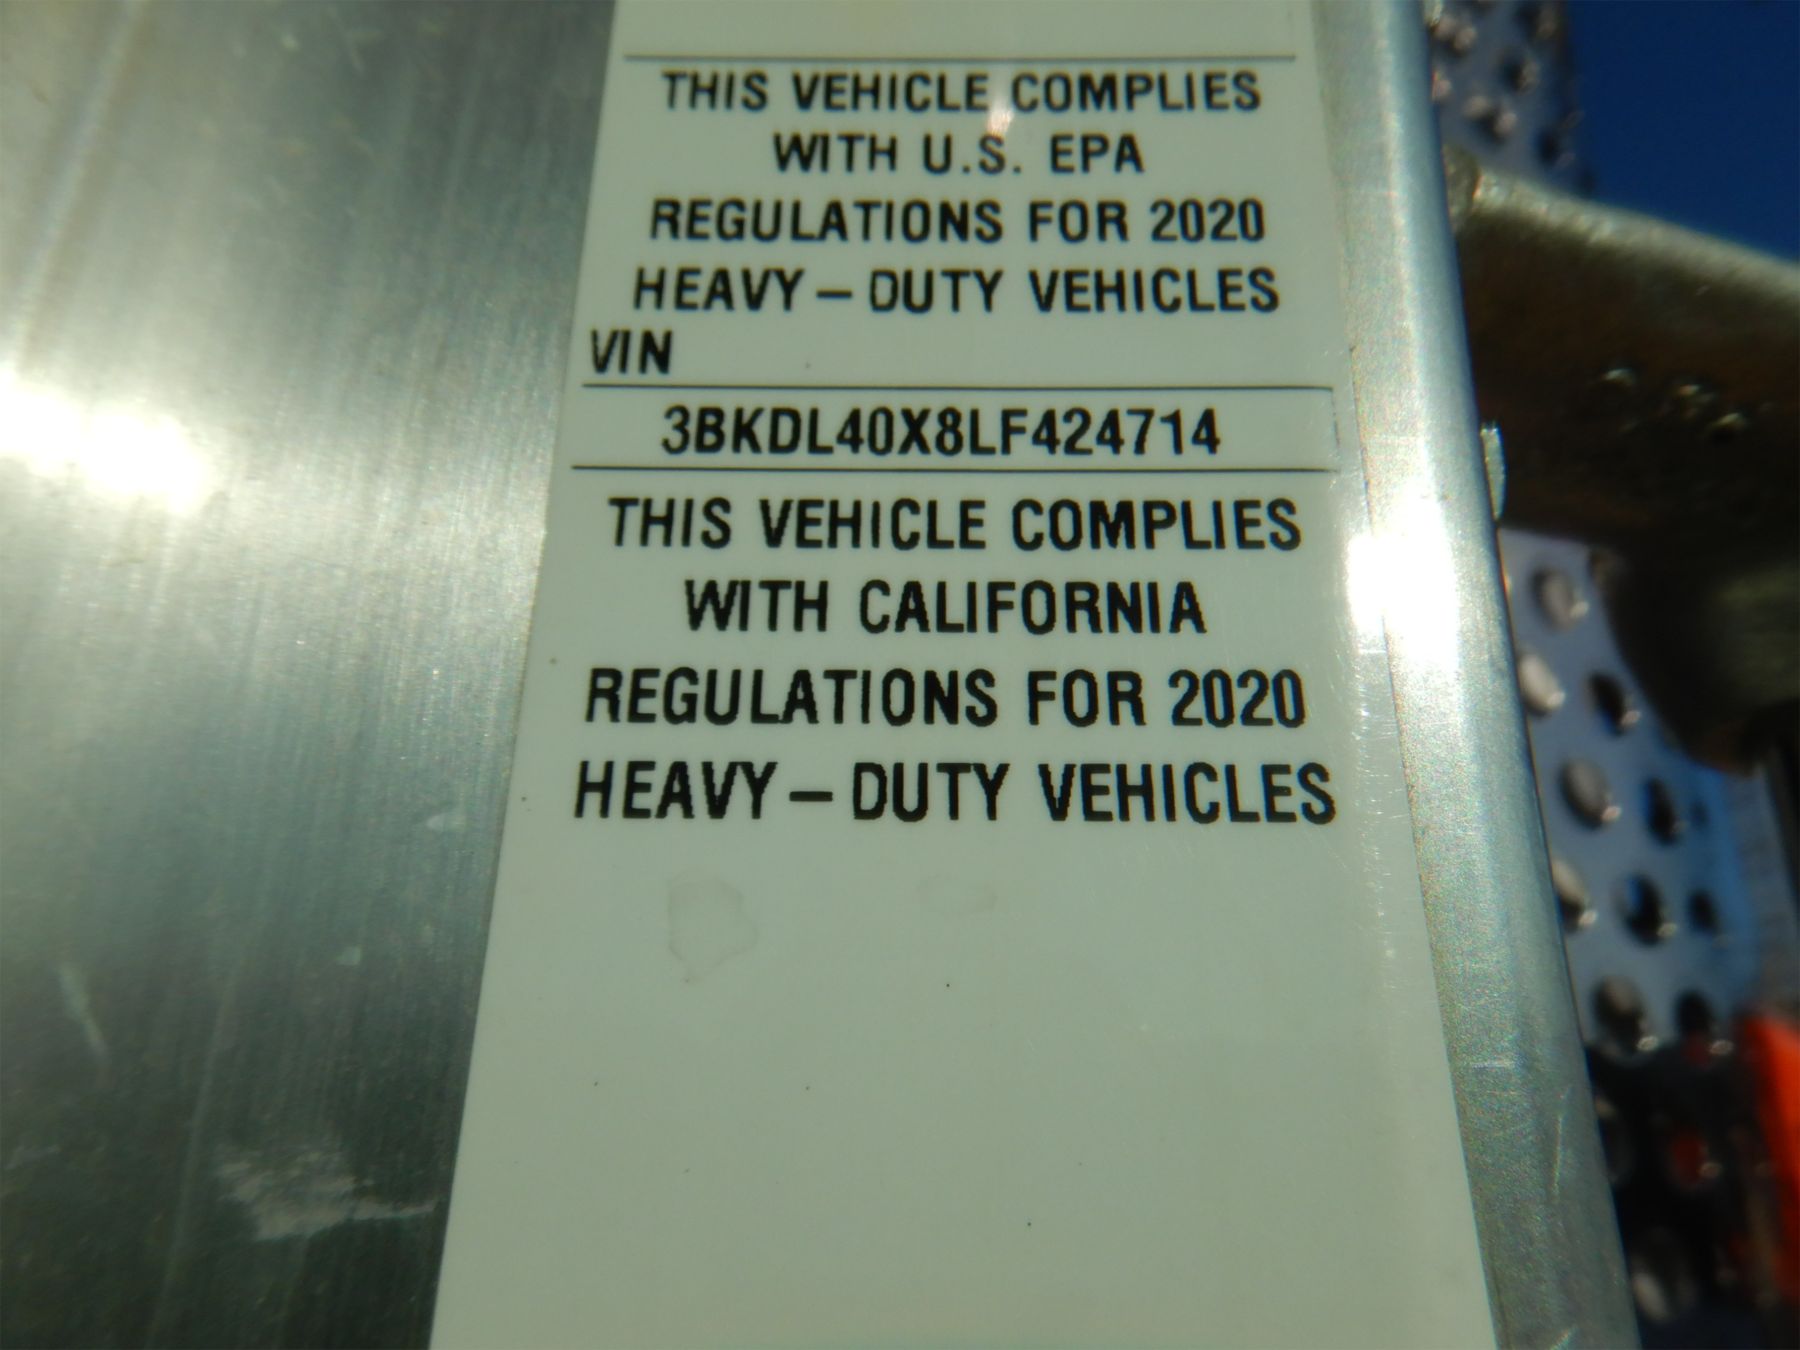 THIS VEHICLE COMPLIES
WITH U.S. EPA
REGULATIONS FOR 2020
HEAVY – DUTY VEHICLES
VIN
3BKDL40X8LF424714
THIS VEHICLE COMPLIES
WITH CALIFORNIA
REGULATIONS FOR 2020
HEAVY – DUTY VEHICLES